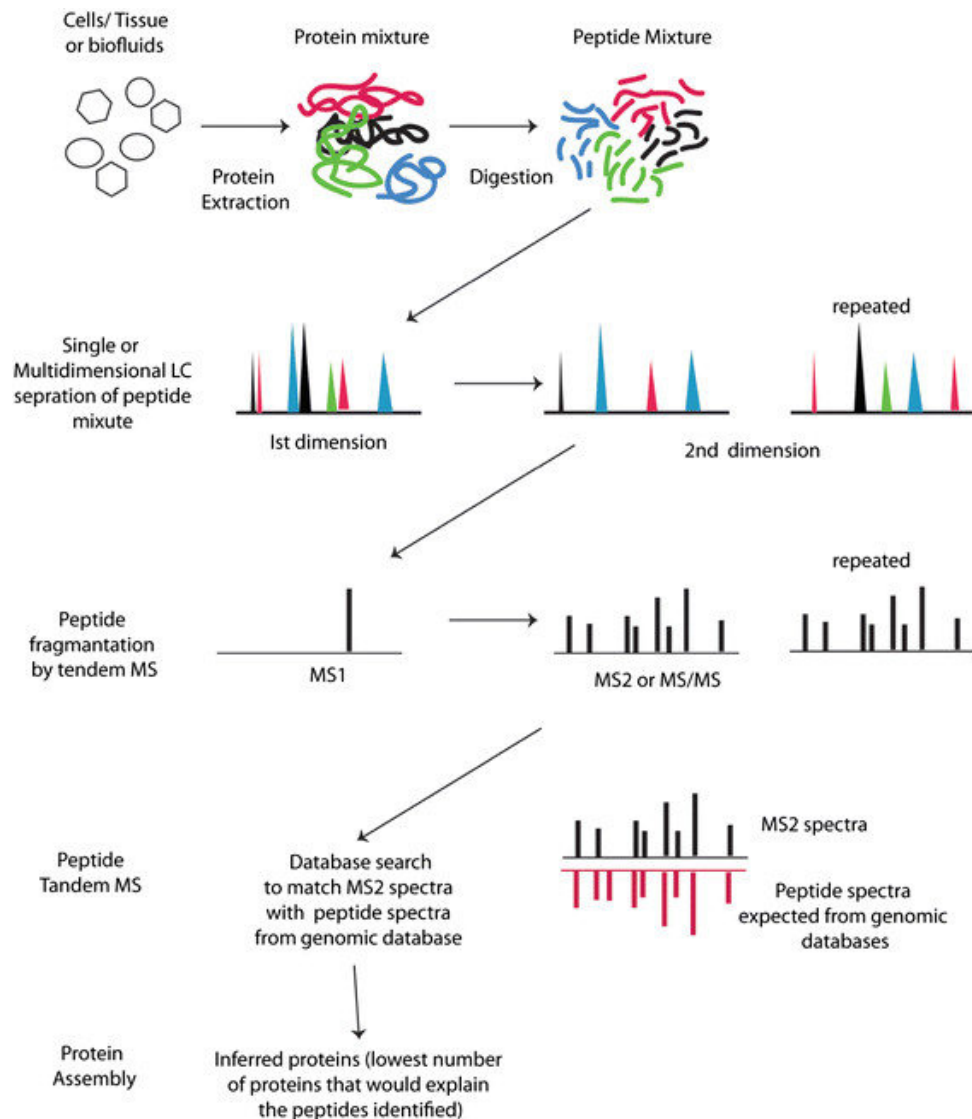 Cells/ Tissue
or biofluids
Protein mixture
Peptide Mixture
Protein
Extraction
Digestion
Single or
Multidimensional LC
sepration of peptide
mixute
1st dimension
repeated
2nd dimension
Peptide
fragmantation
by tendem MS
MS1
MS2 or MS/MS
repeated
Peptide
Tandem MS
Database search
to match MS2 spectra
with peptide spectra
from genomic database
MS2 spectra
Peptide spectra
expected from genomic
databases
Protein
Assembly
Inferred proteins (lowest number
of proteins that would explain
the peptides identified)